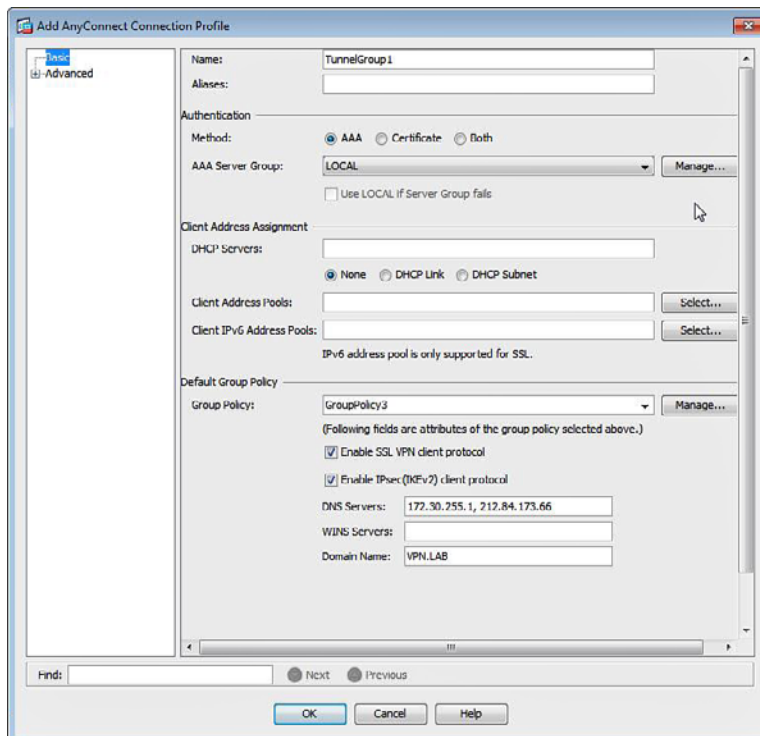 Add AnyConnect Connection Profile
Basic
Advanced
Name: TunnelGroup1
Aliases:
Authentication
Method: AAA Certificate Both
AAA Server Group: LOCAL Manage...
Use LOCAL if Server Group fails
Client Address Assignment
DHCP Servers:
None DHCP Link DHCP Subnet
Client Address Pools: Select...
Client IPv6 Address Pools: Select...
IPv6 address pool is only supported for SSL.
Default Group Policy
Group Policy: GroupPolicy3 Manage...
(Following fields are attributes of the group policy selected above.)
Enable SSL VPN client protocol
Enable IPsec(IKEv2) client protocol
DNS Servers: 172.30.255.1, 212.84.173.66
WINS Servers:
Domain Name: VPN.LAB
Find: Next Previous
OK Cancel Help